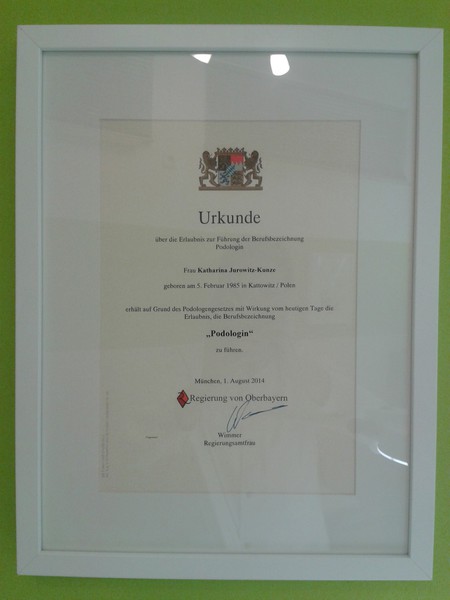 Urkunde
über die Erlaubnis zur Führung der Berufsbezeichnung
Podologin
Frau Katharina Jurowitz-Kunze
geboren am 5. Februar 1985 in Kattowitz / Polen
erhält auf Grund des Podologengesetzes mit Wirkung vom heutigen Tage die
Erlaubnis, die Berufsbezeichnung
„Podologin“
zu führen.
München, 1. August 2014
Regierung von Oberbayern
Wimmer
Regierungsamtfrau